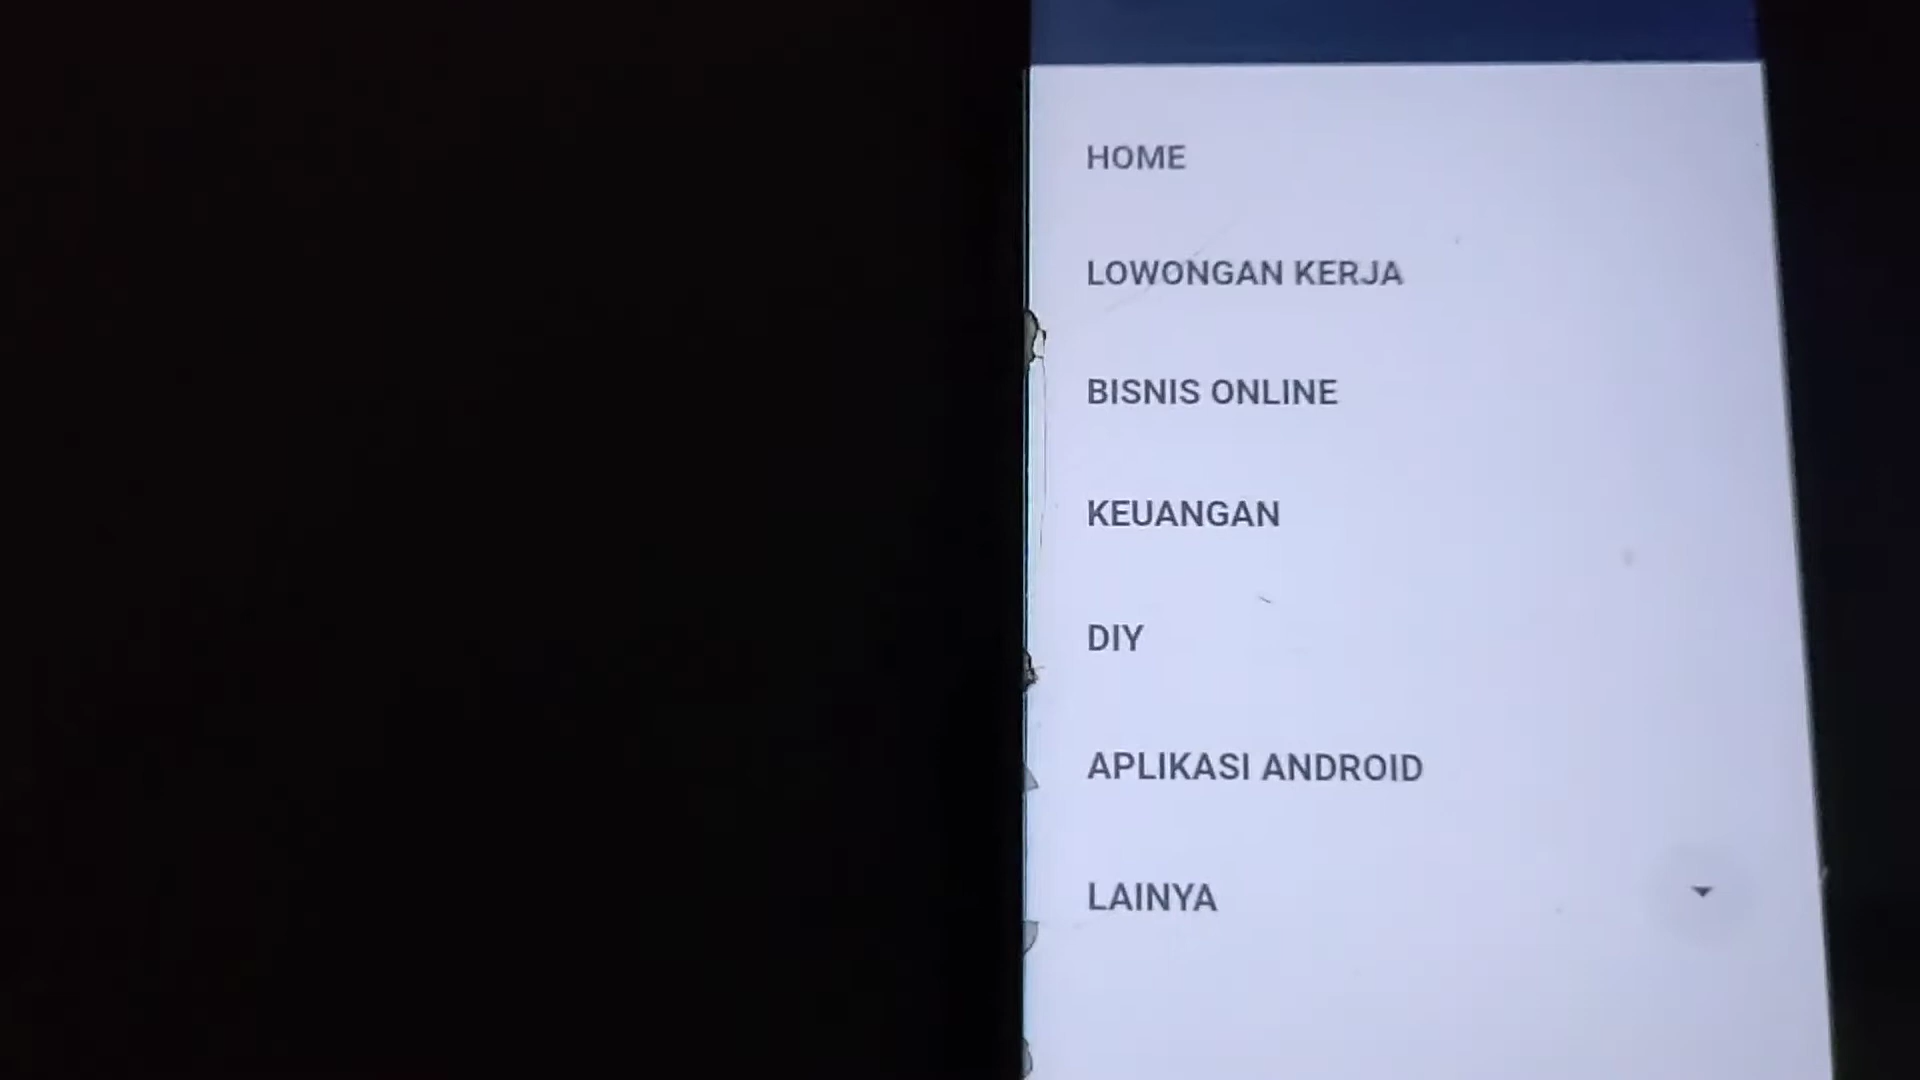 HOME
LOWONGAN KERJA
BISNIS ONLINE
KEUANGAN
DIY
APLIKASI ANDROID
LAINYA